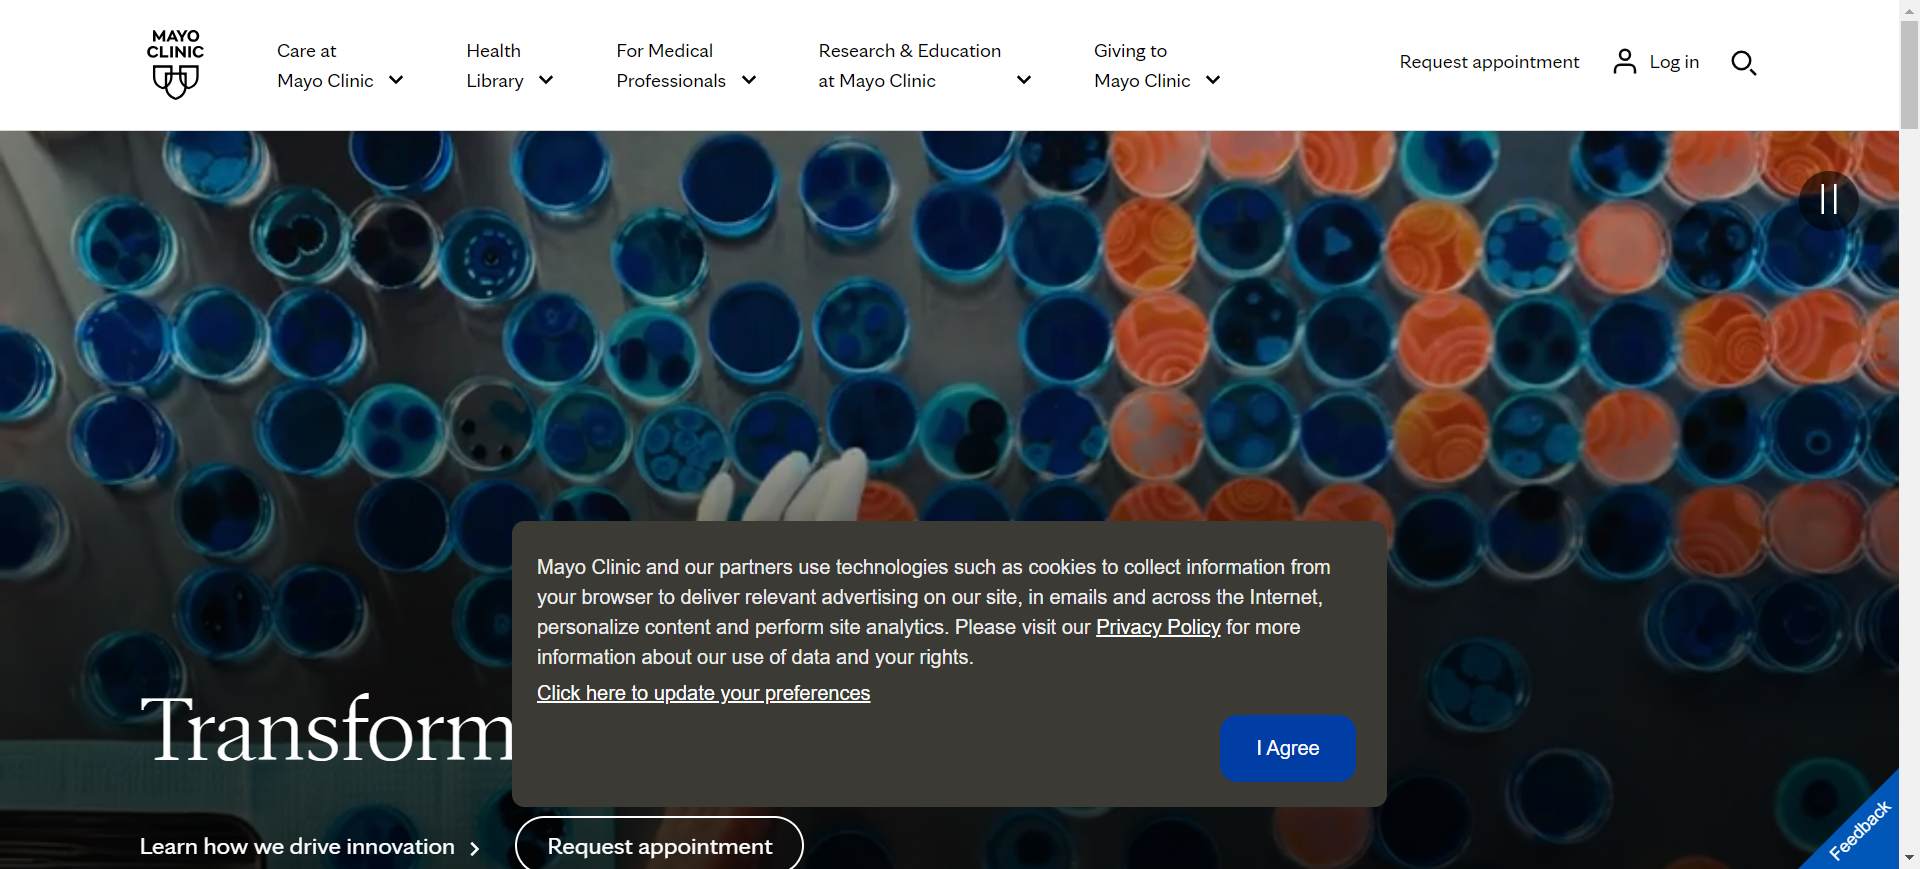 MAYO
CLINIC
Care at
Mayo Clinic
Health
Library
For Medical
Professionals
Research & Education
at Mayo Clinic
Giving to
Mayo Clinic
Request appointment
Log in
Mayo Clinic and our partners use technologies such as cookies to collect information from
your browser to deliver relevant advertising on our site, in emails and across the Internet,
personalize content and perform site analytics. Please visit our Privacy Policy for more
information about our use of data and your rights.
Click here to update your preferences
I Agree
Transform
Learn how we drive innovation
Request appointment
Feedback